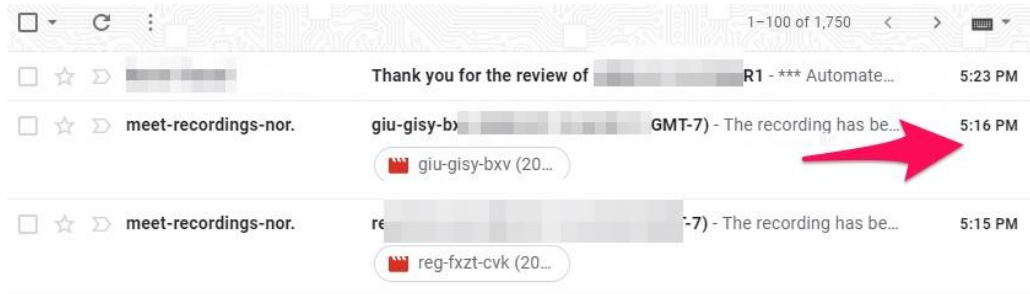 1–100 of 1,750
Thank you for the review of R1 - *** Automate... 5:23 PM
meet-recordings-nor. giu-gisy-bx GMT-7) - The recording has be... 5:16 PM
giu-gisy-bxv (20...
meet-recordings-nor. re -7) - The recording has be... 5:15 PM
reg-fxzt-cvk (20...